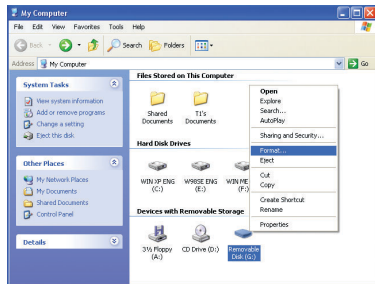 My Computer
File Edit View Favorites Tools Help
Back Search Folders
Address My Computer Go
System Tasks
View system information
Add or remove programs
Change a setting
Eject this disk
Other Places
My Network Places
My Documents
Shared Documents
Control Panel
Details
Files Stored on This Computer
Shared Documents
T1's Documents
Hard Disk Drives
WIN XP ENG (C:)
W98SE ENG (E:)
WIN ME (F:)
Devices with Removable Storage
3½ Floppy (A:)
CD Drive (D:)
Removable Disk (G:)
Open
Explore
Search...
AutoPlay
Sharing and Security...
Format...
Eject
Cut
Copy
Create Shortcut
Rename
Properties